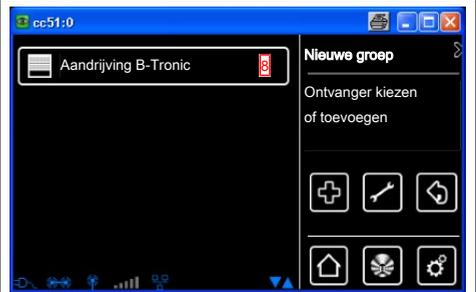 cc51:0
Aandrijving B-Tronic 8
Nieuwe groep
Ontvanger kiezen
of toevoegen